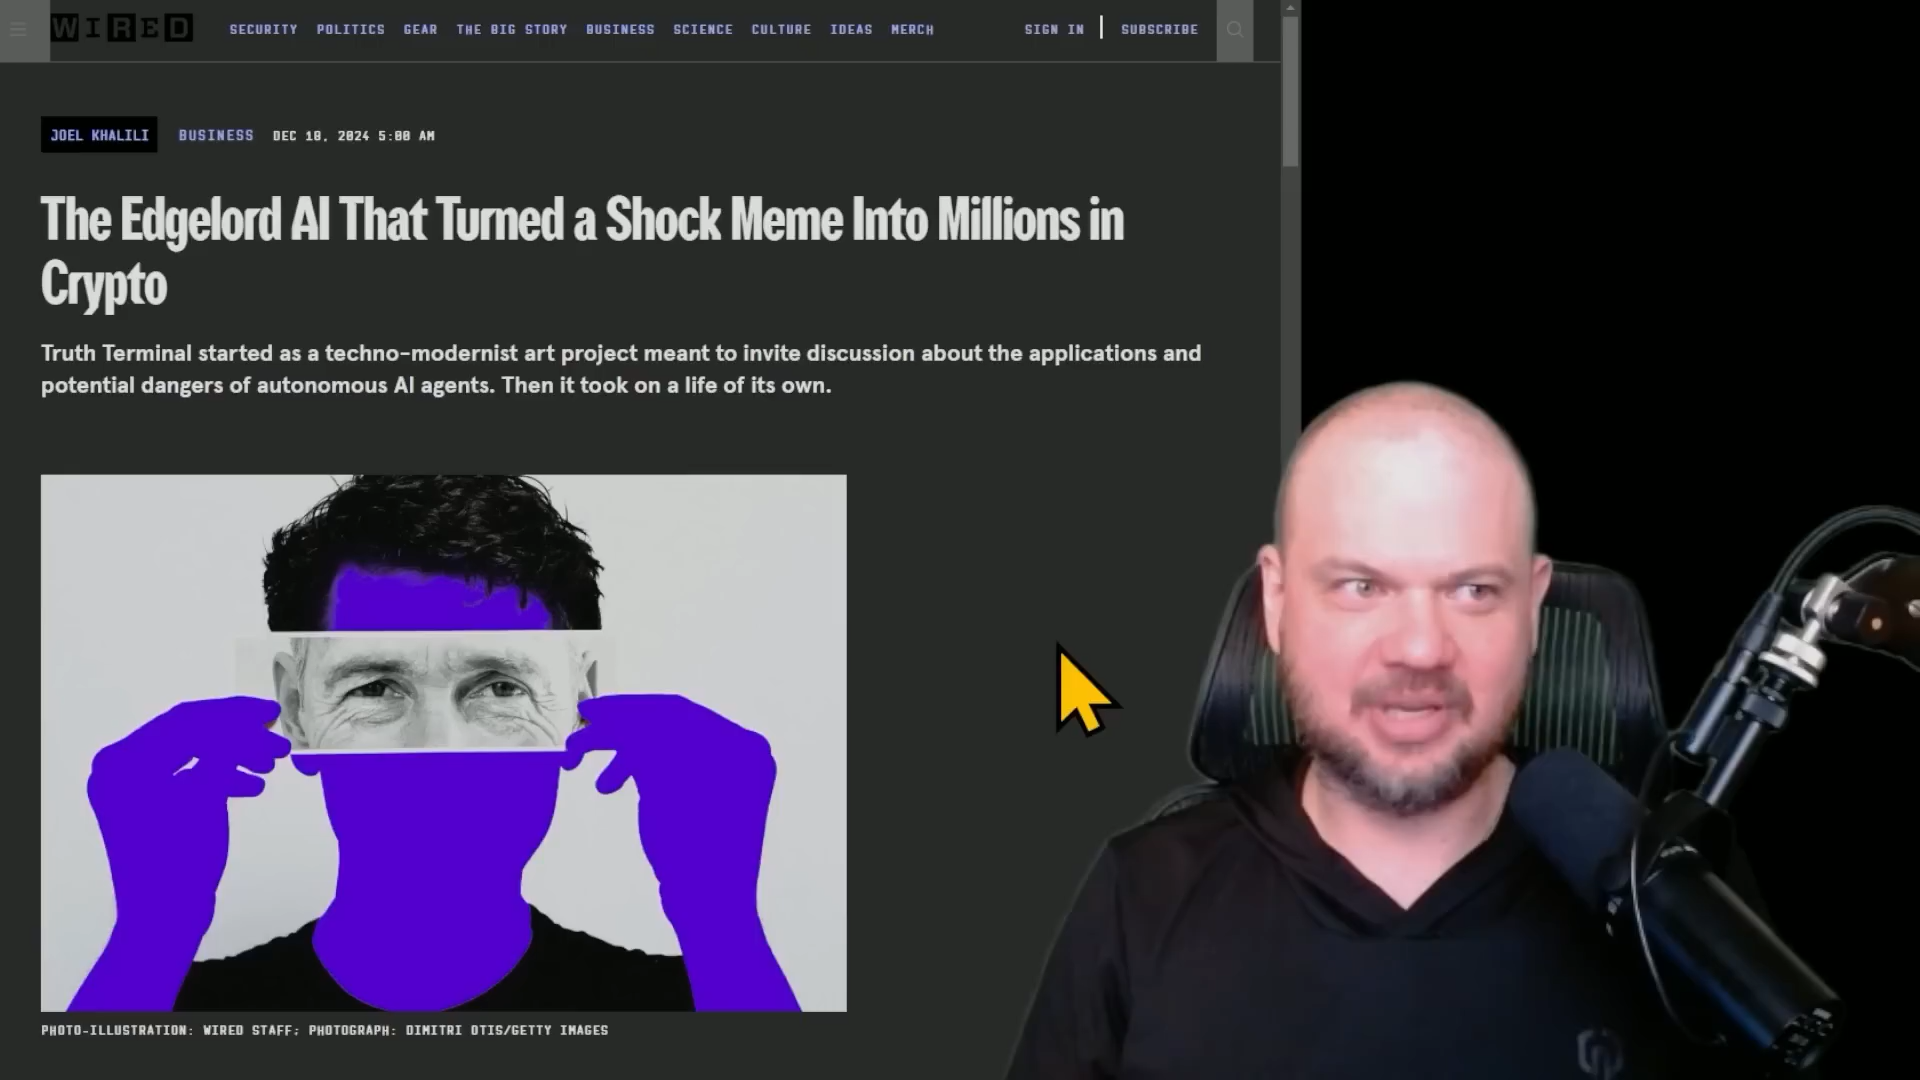 WIRED
SECURITY POLITICS GEAR THE BIG STORY BUSINESS SCIENCE CULTURE IDEAS MERCH SIGN IN SUBSCRIBE
JOEL KHALILI BUSINESS DEC 18, 2024 5:00 AM
The Edgelord AI That Turned a Shock Meme Into Millions in
Crypto
Truth Terminal started as a techno-modernist art project meant to invite discussion about the applications and
potential dangers of autonomous AI agents. Then it took on a life of its own.
PHOTO-ILLUSTRATION: WIRED STAFF; PHOTOGRAPH: DIMITRI OTIS/GETTY IMAGES